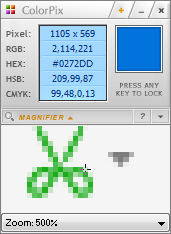 ColorPix
Pixel: 1105 x 569
RGB: 2,114,221
HEX: #0272DD
HSB: 209,99,87
CMYK: 99,48,0,13
PRESS ANY
KEY TO LOCK
MAGNIFIER ?
Zoom: 500%